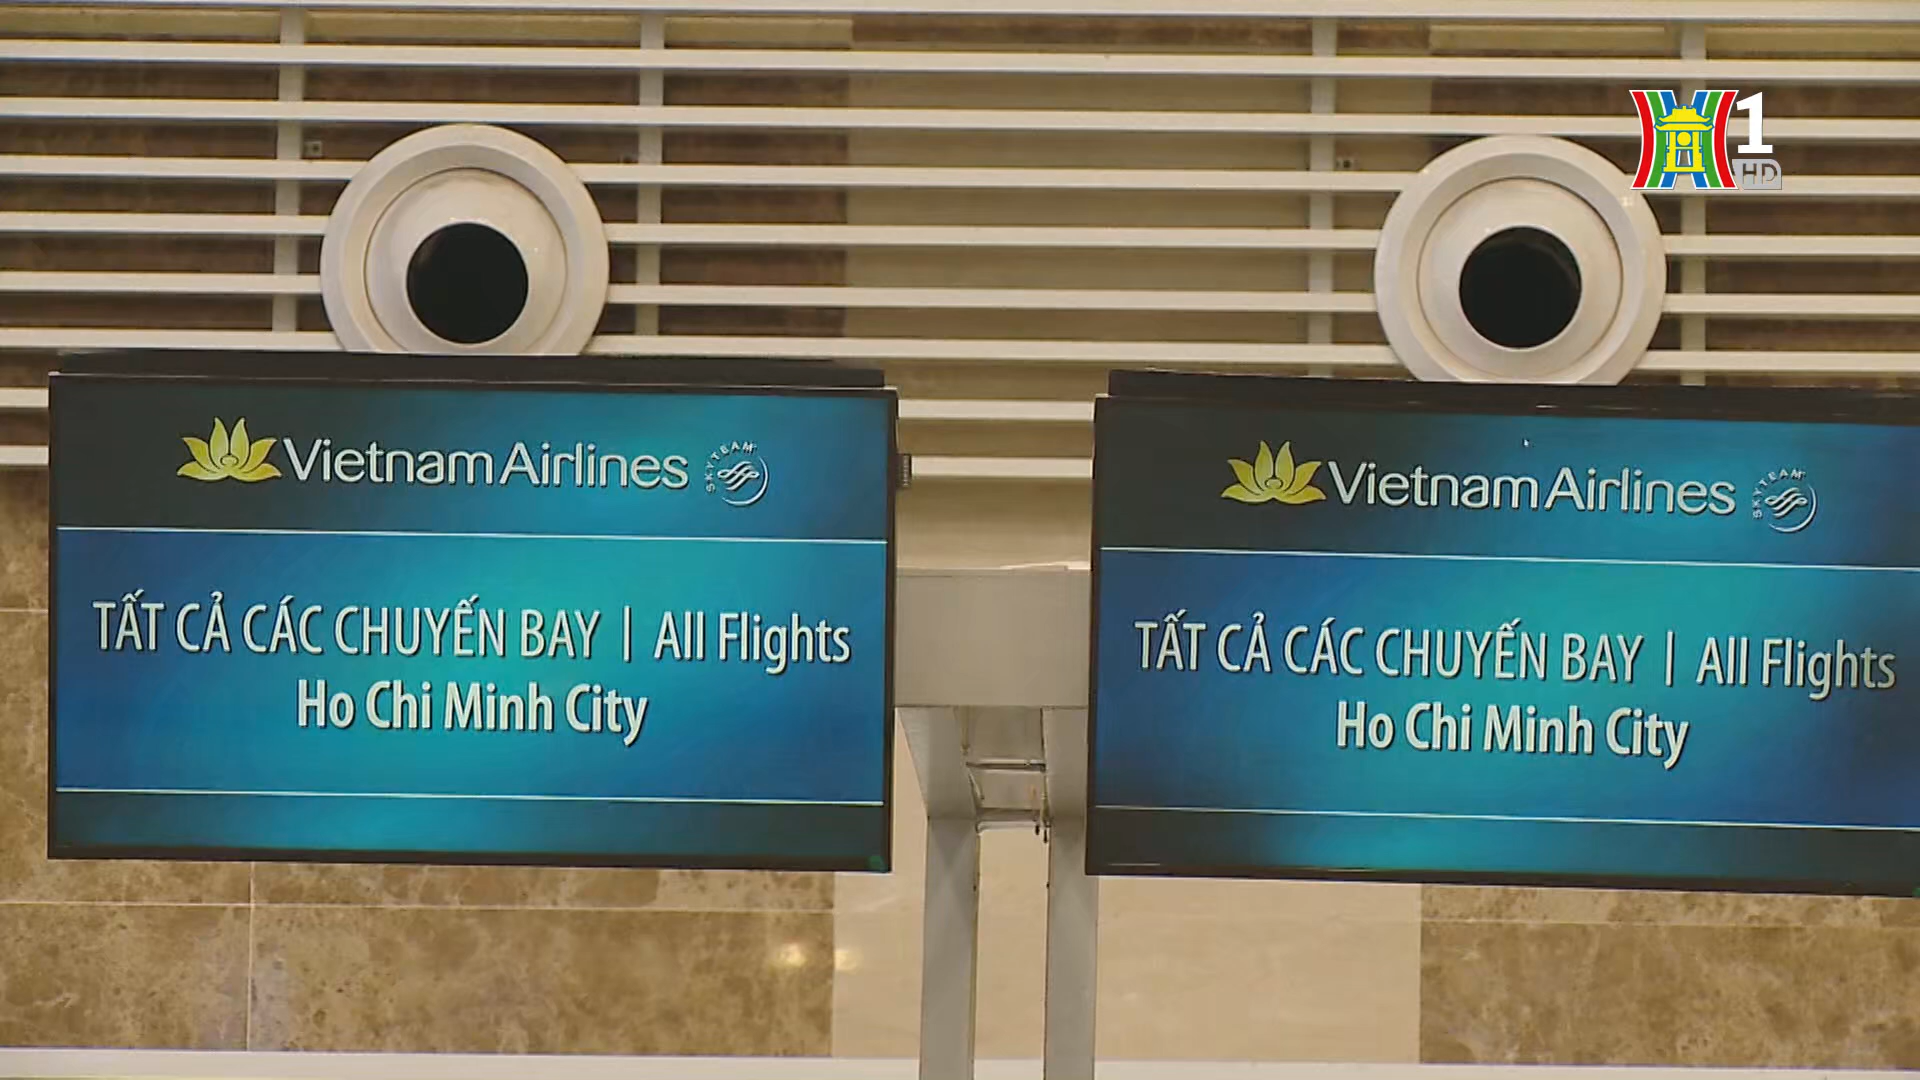 1
HD
Vietnam Airlines SKYTEAM
TẤT CẢ CÁC CHUYẾN BAY | All Flights
Ho Chi Minh City
Vietnam Airlines SKYTEAM
TẤT CẢ CÁC CHUYẾN BAY | All Flights
Ho Chi Minh City